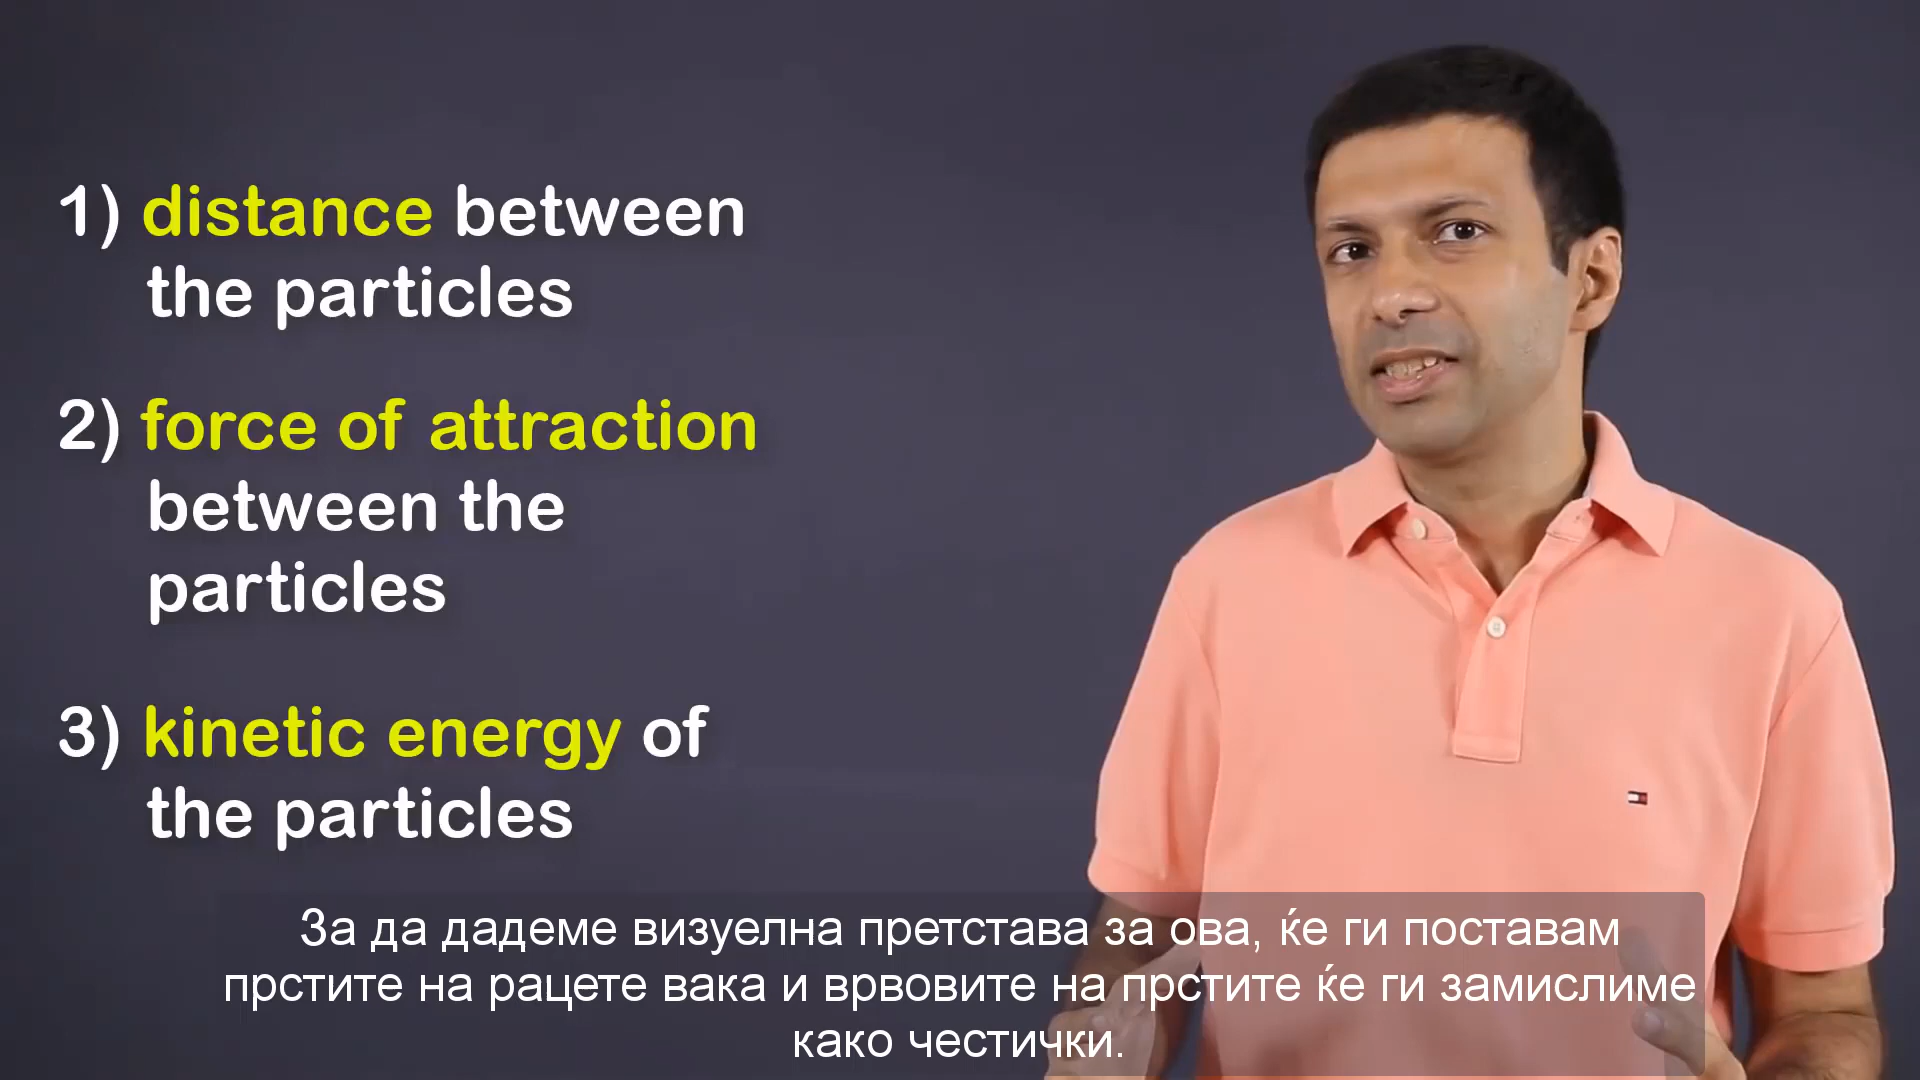 1) distance between
the particles
2) force of attraction
between the
particles
3) kinetic energy of
the particles
За да дадеме визуелна претстава за ова, ќе ги поставам
прстите на рацете вака и врвовите на прстите ќе ги замислиме
како честички.